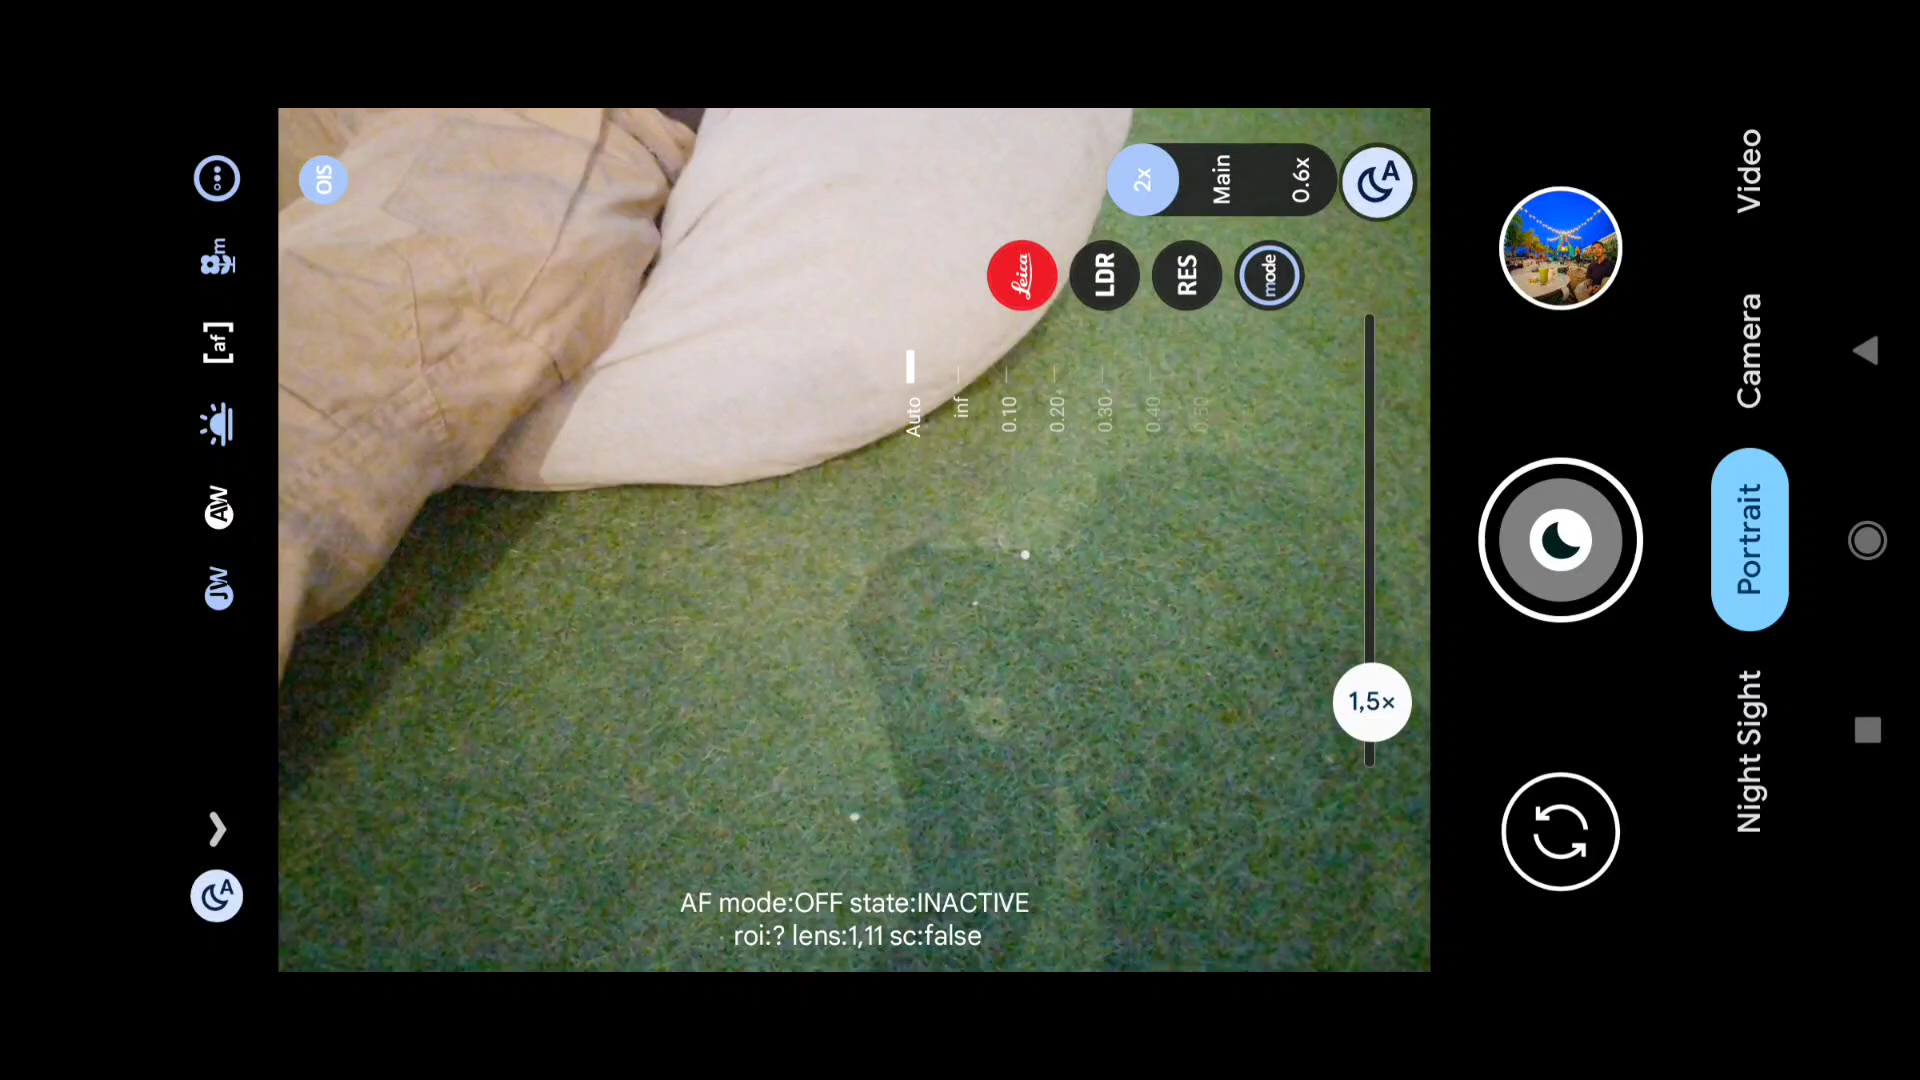 OIS
m
[af]
AW
JW
A
2x
Main
0.6x
A
Leica
LDR
RES
mode
Auto
inf
0.10
0.20
0.30
0.40
0.50
1,5×
AF mode:OFF state:INACTIVE
roi:? lens:1,11 sc:false
Video
Camera
Portrait
Night Sight